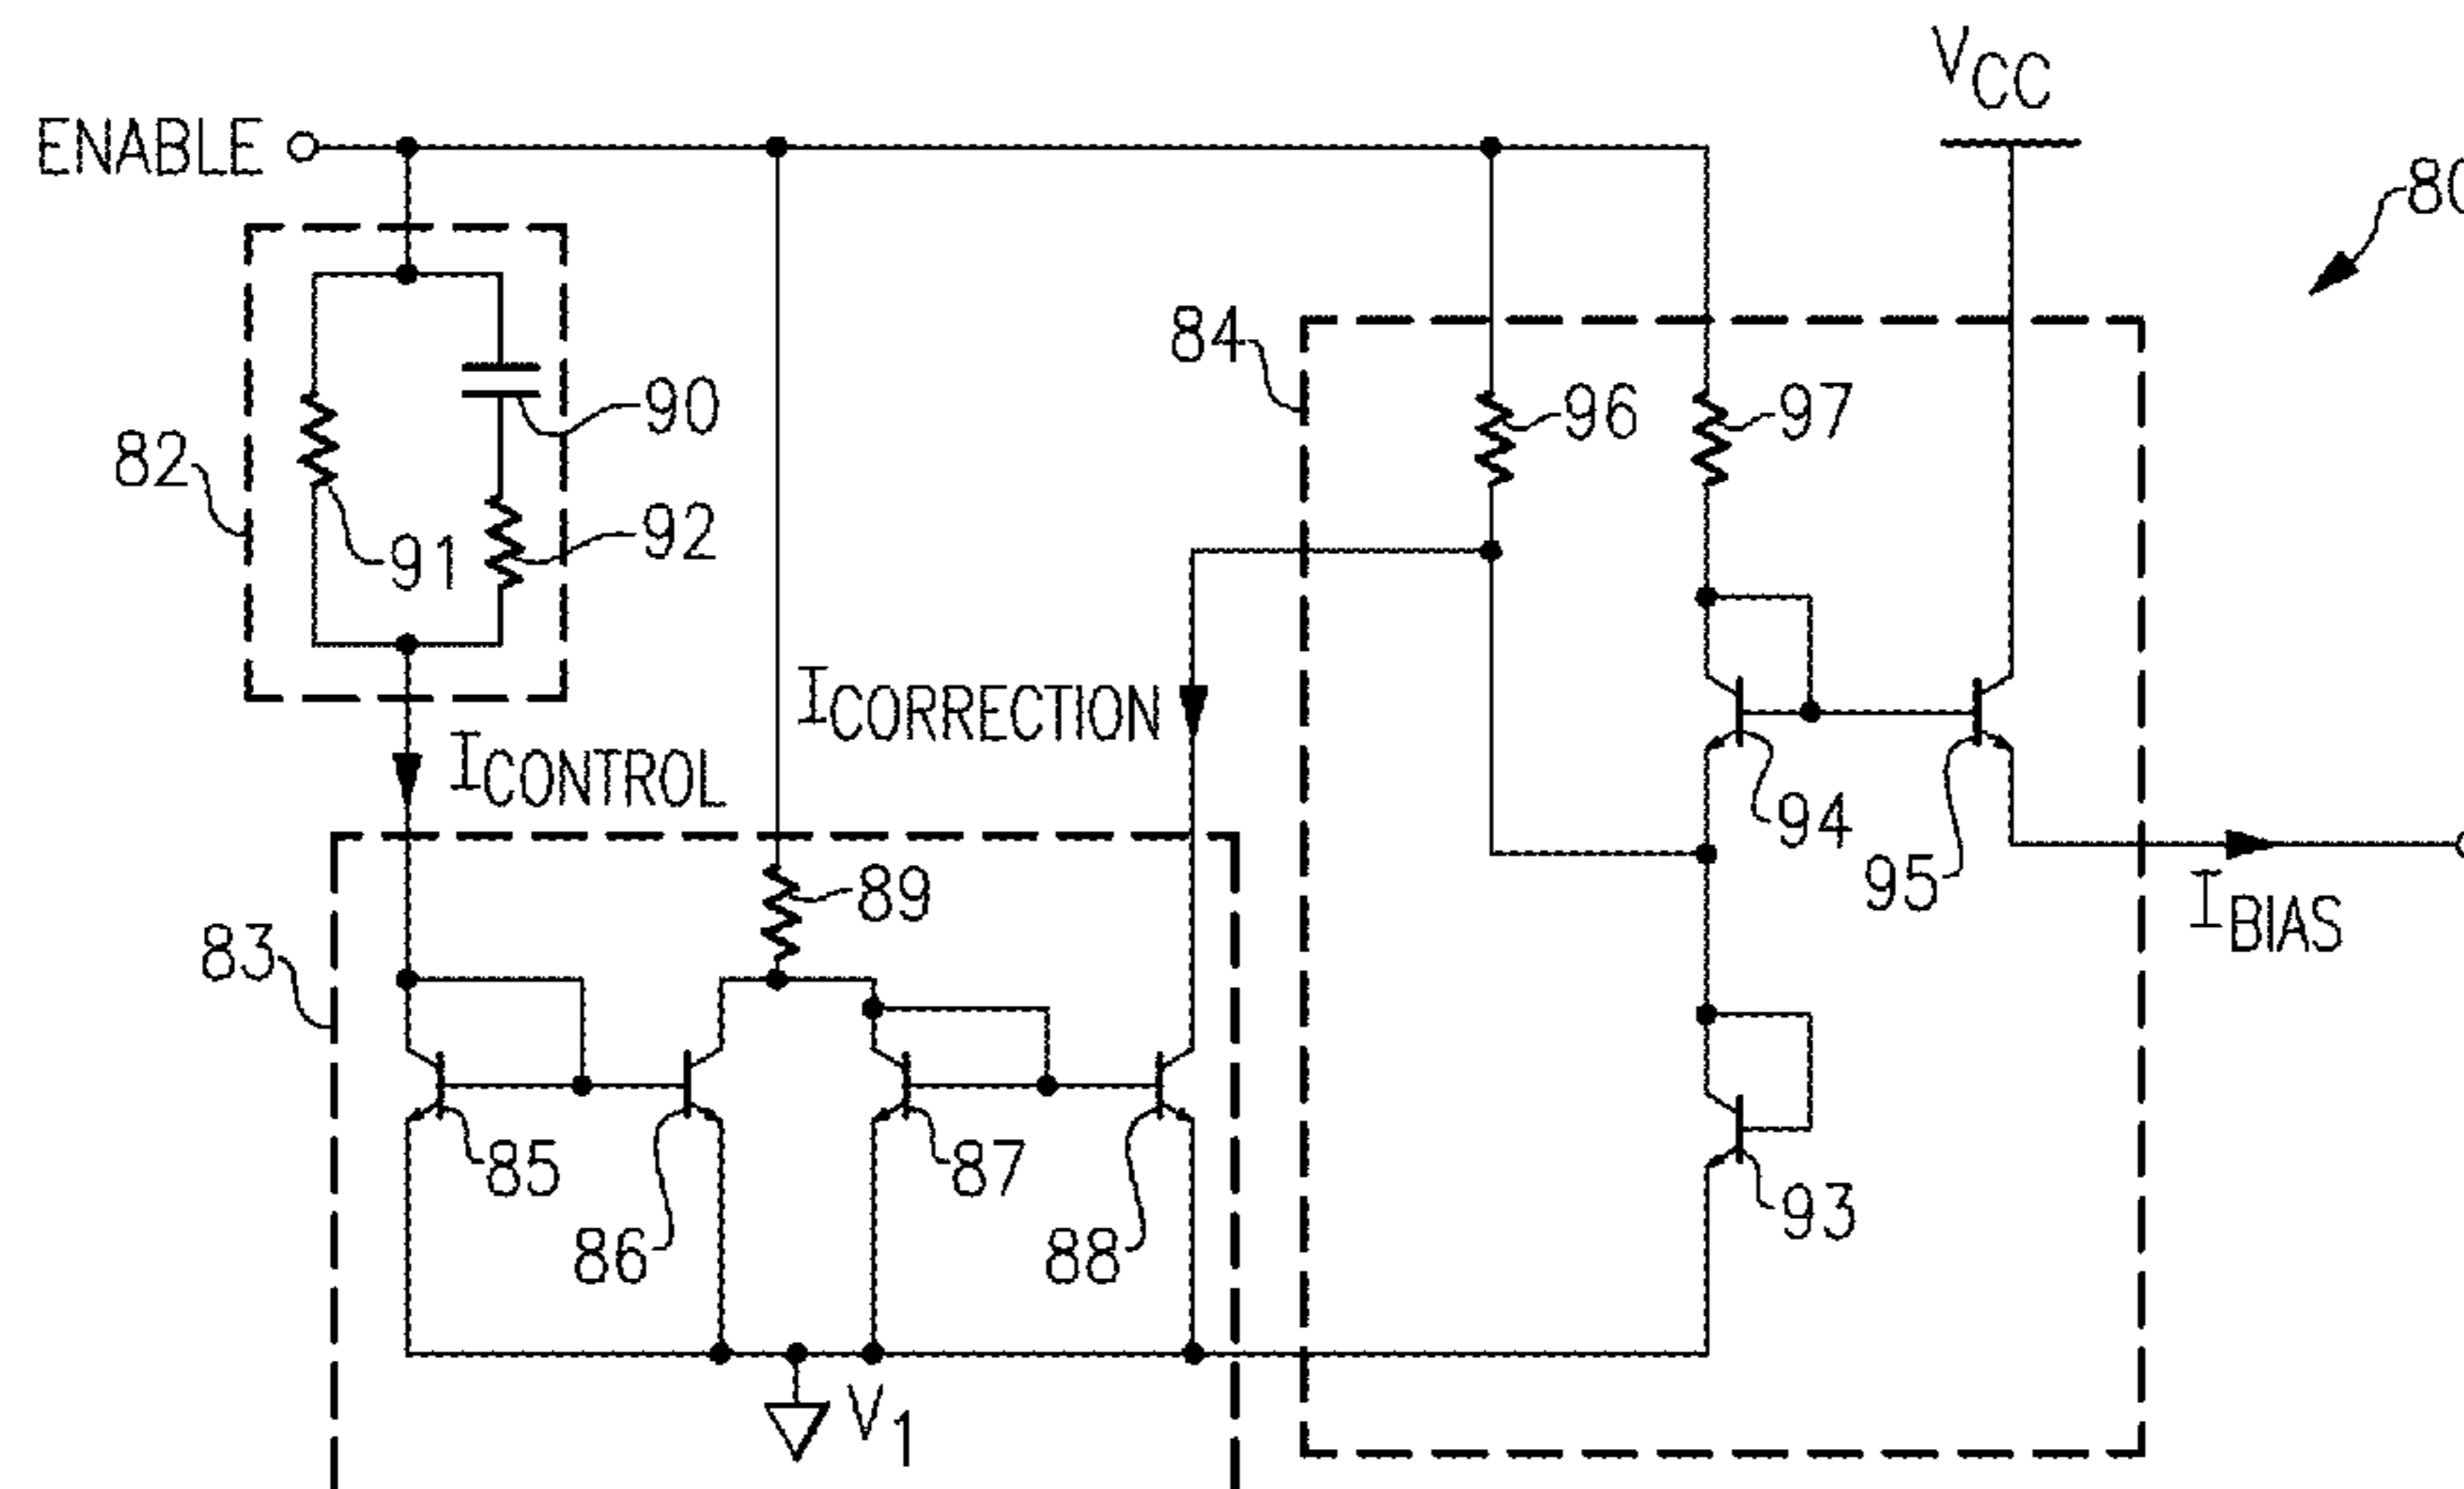 VCC
ENABLE
80
84
96
97
90
82
92
91
ICORRECTION
ICONTROL
94
95
89
IBIAS
83
85
87
93
86
88
V1